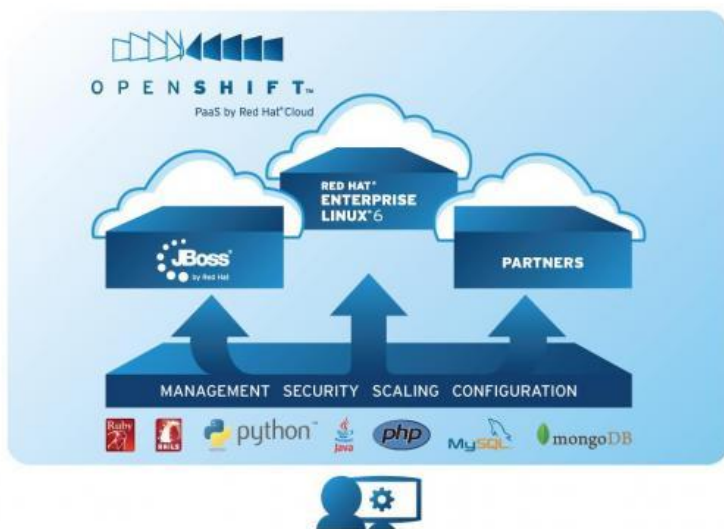 OPENSHIFT™
PaaS by Red Hat® Cloud
RED HAT®
ENTERPRISE
LINUX® 6
JBoss®
by Red Hat
PARTNERS
MANAGEMENT SECURITY SCALING CONFIGURATION
Ruby RAILS python™ Java php MySQL mongoDB